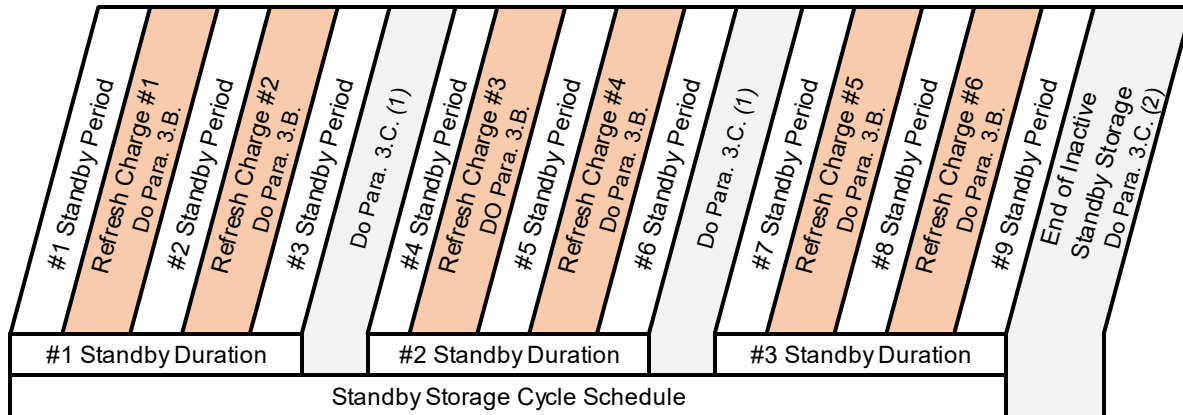 #1 Standby Period
Refresh Charge #1
Do Para. 3.B.
#2 Standby Period
Refresh Charge #2
Do Para. 3.B.
#3 Standby Period
Do Para. 3.C. (1)
#4 Standby Period
Refresh Charge #3
DO Para. 3.B.
#5 Standby Period
Refresh Charge #4
Do Para. 3.B.
#6 Standby Period
Do Para. 3.C. (1)
#7 Standby Period
Refresh Charge #5
Do Para. 3.B.
#8 Standby Period
Refresh Charge #6
Do Para. 3.B.
#9 Standby Period
End of Inactive
Standby Storage
Do Para. 3.C. (2)
#1 Standby Duration
#2 Standby Duration
#3 Standby Duration
Standby Storage Cycle Schedule